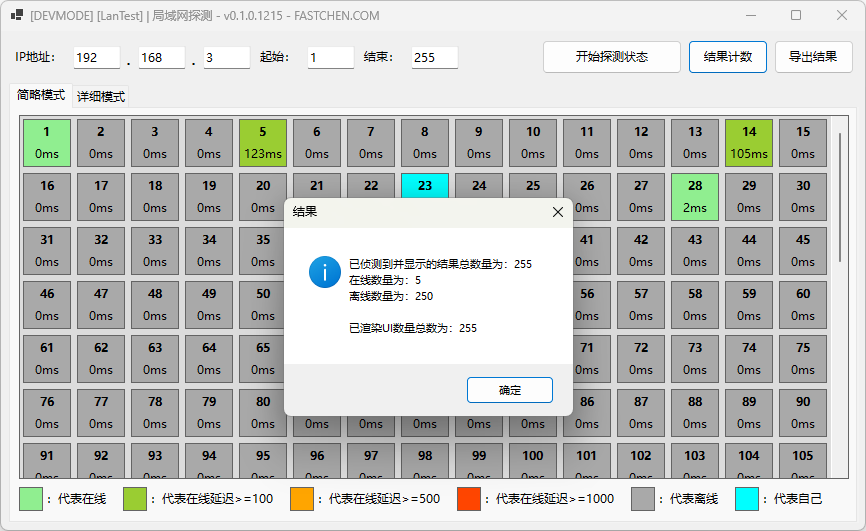 [DEVMODE] [LanTest] | 局域网探测 - v0.1.0.1215 - FASTCHEN.COM
IP地址: 192 . 168 . 3 起始: 1 结束: 255 开始探测状态 结果计数 导出结果
简略模式 详细模式
1 2 3 4 5 6 7 8 9 10 11 12 13 14 15
0ms 0ms 0ms 0ms 123ms 0ms 0ms 0ms 0ms 0ms 0ms 0ms 0ms 105ms 0ms
16 17 18 19 20 21 22 23 24 25 26 27 28 29 30
0ms 0ms 0ms 0ms 0ms 0ms 0ms 2ms 0ms 0ms
31 32 33 34 35 41 42 43 44 45
0ms 0ms 0ms 0ms 0ms 0ms 0ms 0ms 0ms 0ms
46 47 48 49 50 56 57 58 59 60
0ms 0ms 0ms 0ms 0ms 0ms 0ms 0ms 0ms 0ms
61 62 63 64 65 71 72 73 74 75
0ms 0ms 0ms 0ms 0ms 0ms 0ms 0ms 0ms 0ms
76 77 78 79 80 86 87 88 89 90
0ms 0ms 0ms 0ms 0ms 0ms 0ms 0ms 0ms 0ms 0ms 0ms 0ms 0ms 0ms
91 92 93 94 95 96 97 98 99 100 101 102 103 104 105
0ms 0ms 0ms 0ms 0ms 0ms 0ms 0ms 0ms 0ms 0ms 0ms 0ms 0ms 0ms
结果
已侦测到并显示的结果总数量为: 255
在线数量为: 5
离线数量为: 250
已渲染UI数量总数为: 255
确定
: 代表在线 : 代表在线延迟>=100 : 代表在线延迟>=500 : 代表在线延迟>=1000 : 代表离线 : 代表自己